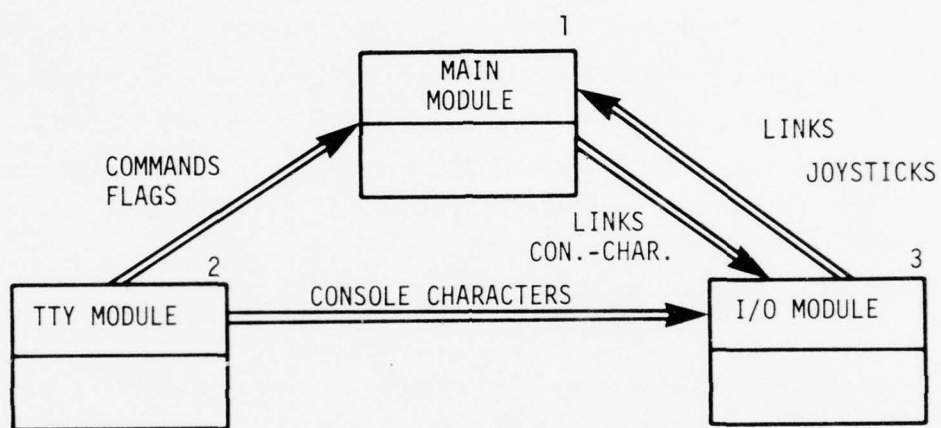 1
MAIN
MODULE
LINKS
JOYSTICKS
COMMANDS
FLAGS
LINKS
CON.-CHAR.
2
3
TTY MODULE
CONSOLE CHARACTERS
I/O MODULE